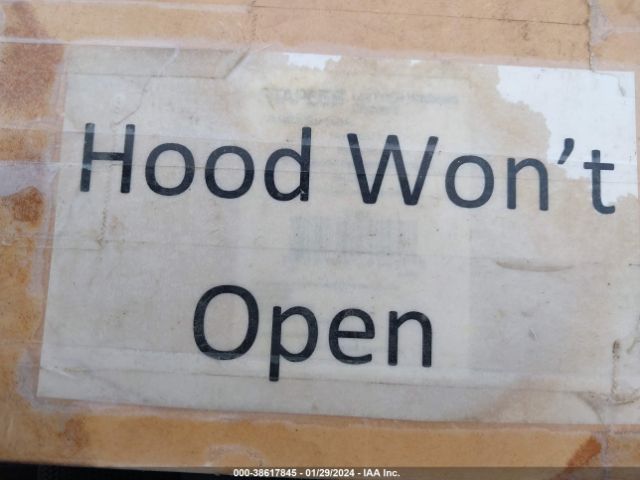 Hood Won't
Open
000-38617845 - 01/29/2024 - IAA Inc.